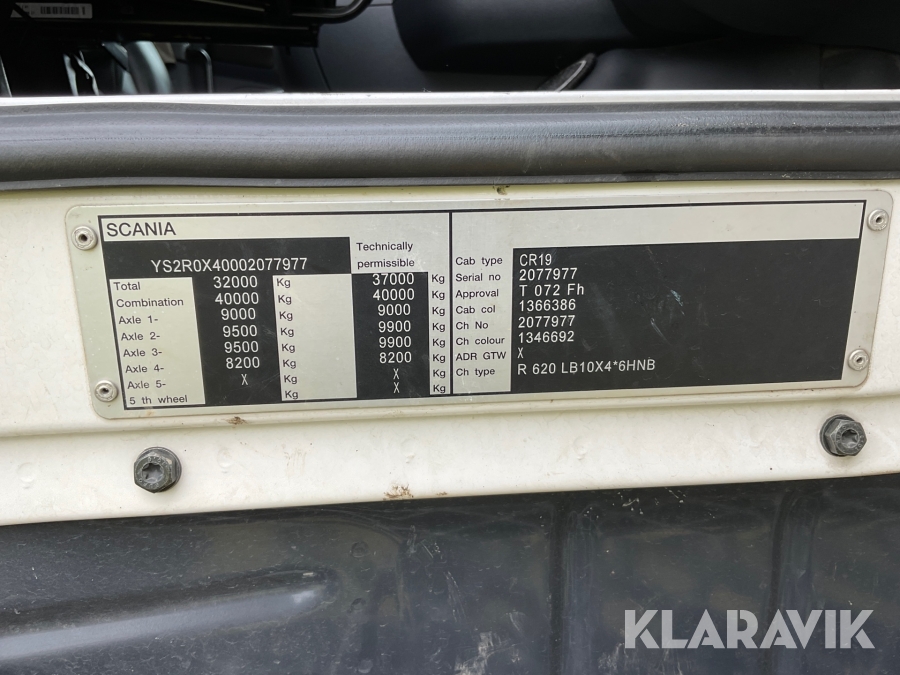 SCANIA
YS2R0X40002077977
Technically
permissible
Total 32000 Kg 37000 Kg
Combination 40000 Kg 40000 Kg
Axle 1- 9000 Kg 9000 Kg
Axle 2- 9500 Kg 9900 Kg
Axle 3- 9500 Kg 9900 Kg
Axle 4- 8200 Kg 8200 Kg
Axle 5- X Kg X Kg
5 th wheel Kg X Kg
Cab type CR19
Serial no 2077977
Approval T 072 Fh
Cab col 1366386
Ch No 2077977
Ch colour 1346692
ADR GTW X
Ch type R 620 LB10X4*6HNB
KLARAVIK